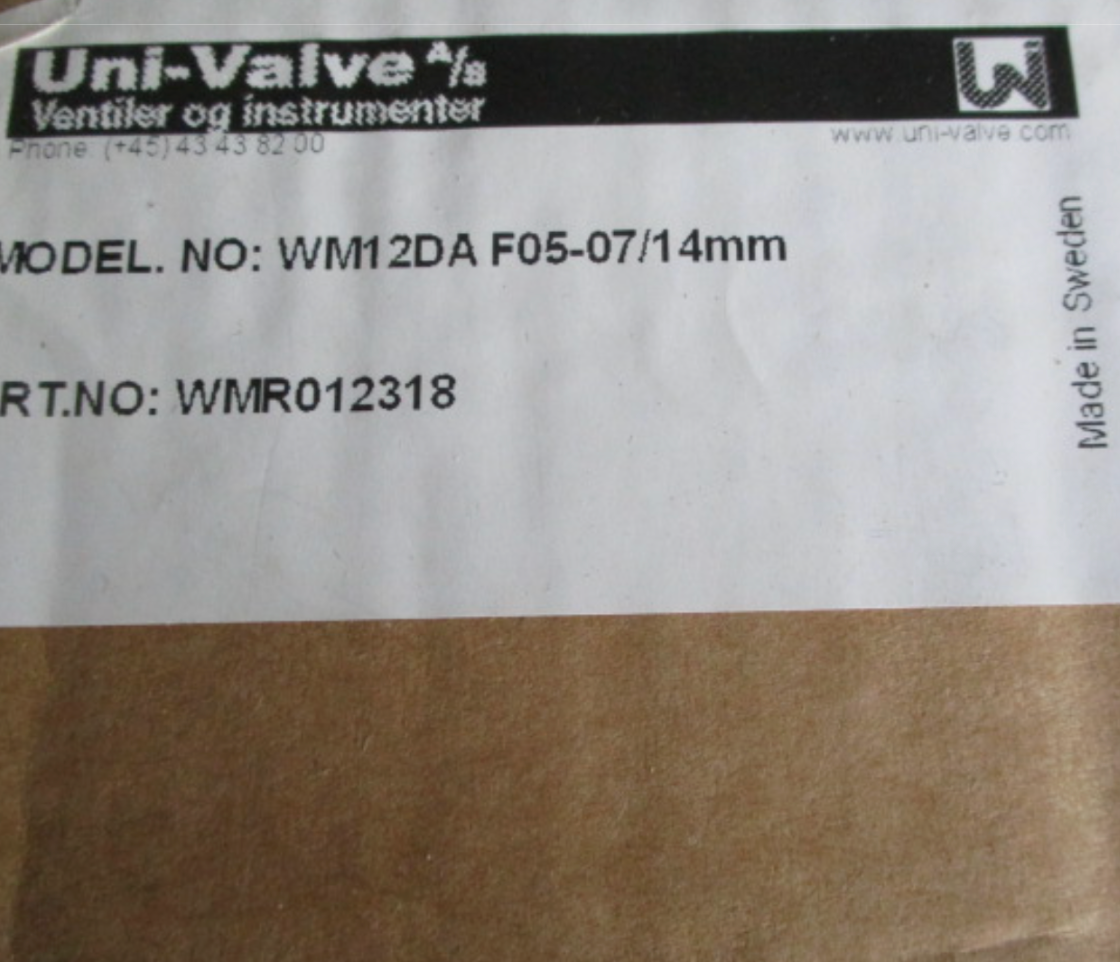 Uni-Valve A/s
Ventiler og instrumenter
Phone: (+45) 43 43 82 00
www.uni-valve.com
MODEL. NO: WM12DA F05-07/14mm
RT.NO: WMR012318
Made in Sweden